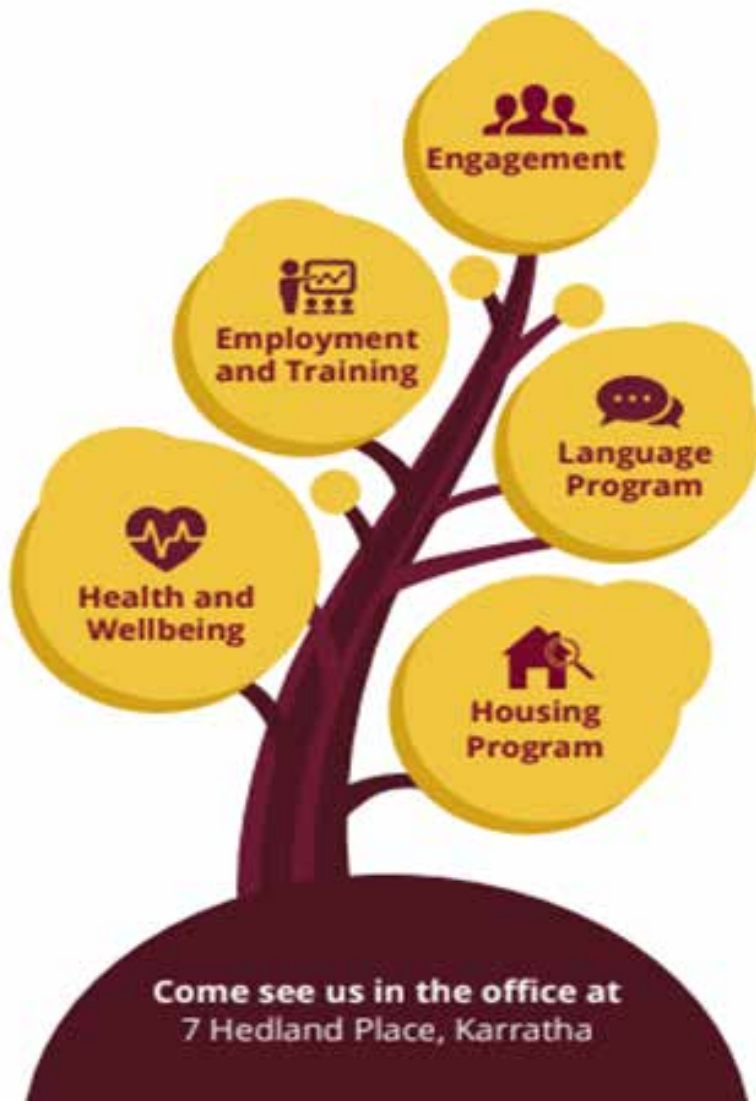 Engagement
Employment
and Training
Language
Program
Health and
Wellbeing
Housing
Program
Come see us in the office at
7 Hedland Place, Karratha